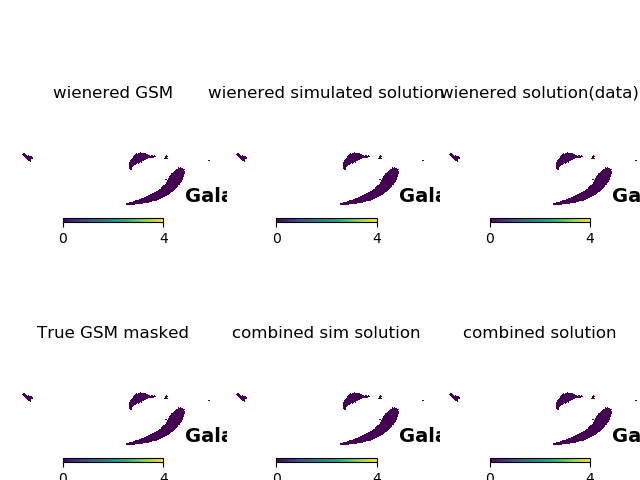 wienered GSM
wienered simulated solution
wienered solution(data)
Gala
Gala
Ga
0 4
0 4
0 4
True GSM masked
combined sim solution
combined solution
Gala
Gala
Ga
0 4
0 4
0 4